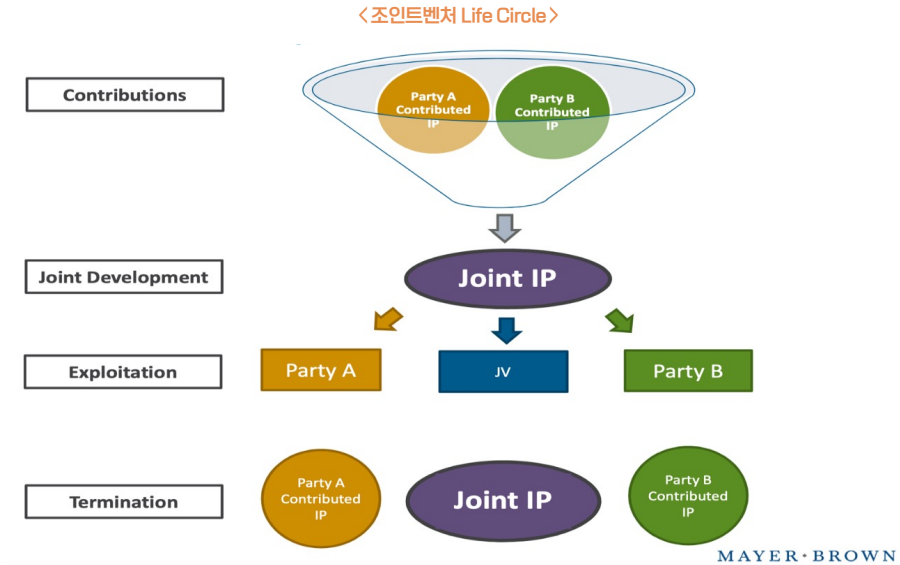 <조인트벤처 Life Circle>
Contributions
Party A
Contributed
IP
Party B
Contributed
IP
Joint Development
Joint IP
Exploitation
Party A
JV
Party B
Termination
Party A
Contributed
IP
Joint IP
Party B
Contributed
IP
MAYER•BROWN